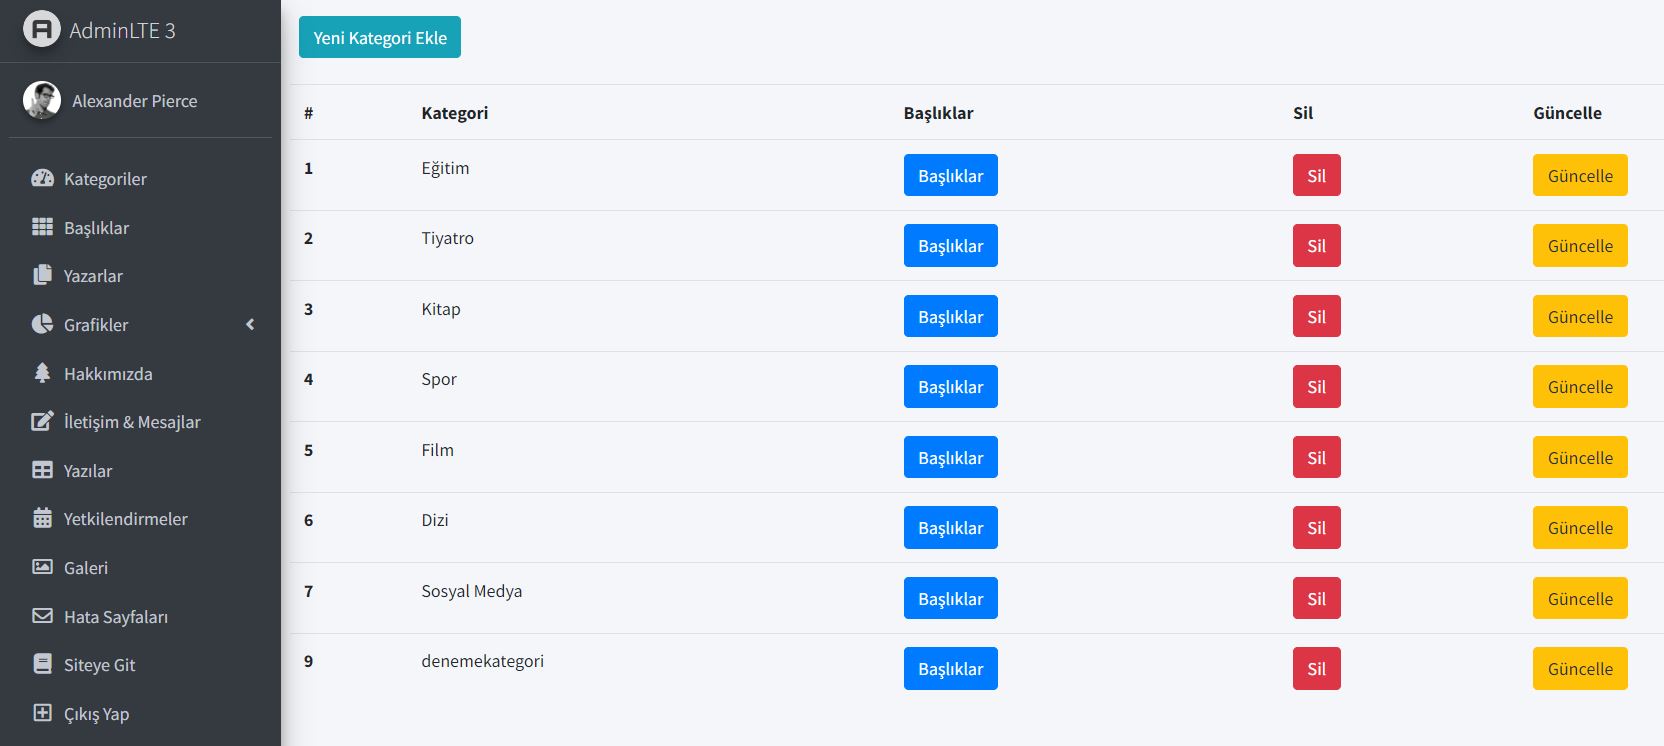 AdminLTE 3
Alexander Pierce
Kategoriler
Başlıklar
Yazarlar
Grafikler
Hakkımızda
İletişim & Mesajlar
Yazılar
Yetkilendirmeler
Galeri
Hata Sayfaları
Siteye Git
Çıkış Yap
Yeni Kategori Ekle
# Kategori Başlıklar Sil Güncelle
1 Eğitim Başlıklar Sil Güncelle
2 Tiyatro Başlıklar Sil Güncelle
3 Kitap Başlıklar Sil Güncelle
4 Spor Başlıklar Sil Güncelle
5 Film Başlıklar Sil Güncelle
6 Dizi Başlıklar Sil Güncelle
7 Sosyal Medya Başlıklar Sil Güncelle
9 denemekategori Başlıklar Sil Güncelle